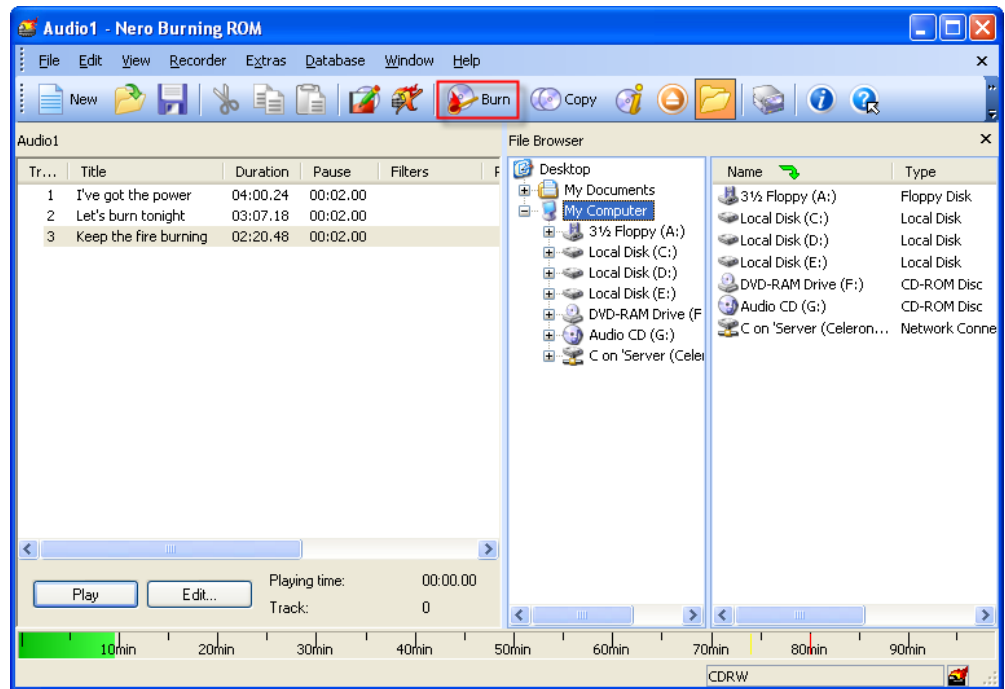 Audio1 - Nero Burning ROM
File Edit View Recorder Extras Database Window Help
New Burn Copy
Audio1
File Browser
Tr... Title Duration Pause Filters
1 I've got the power 04:00.24 00:02.00
2 Let's burn tonight 03:07.18 00:02.00
3 Keep the fire burning 02:20.48 00:02.00
Desktop
My Documents
My Computer
3½ Floppy (A:)
Local Disk (C:)
Local Disk (D:)
Local Disk (E:)
DVD-RAM Drive (F
Audio CD (G:)
C on 'Server (Celer
Name Type
3½ Floppy (A:) Floppy Disk
Local Disk (C:) Local Disk
Local Disk (D:) Local Disk
Local Disk (E:) Local Disk
DVD-RAM Drive (F:) CD-ROM Disc
Audio CD (G:) CD-ROM Disc
C on 'Server (Celeron... Network Conne
Play Edit...
Playing time: 00:00.00
Track: 0
10min 20min 30min 40min 50min 60min 70min 80min 90min
CDRW